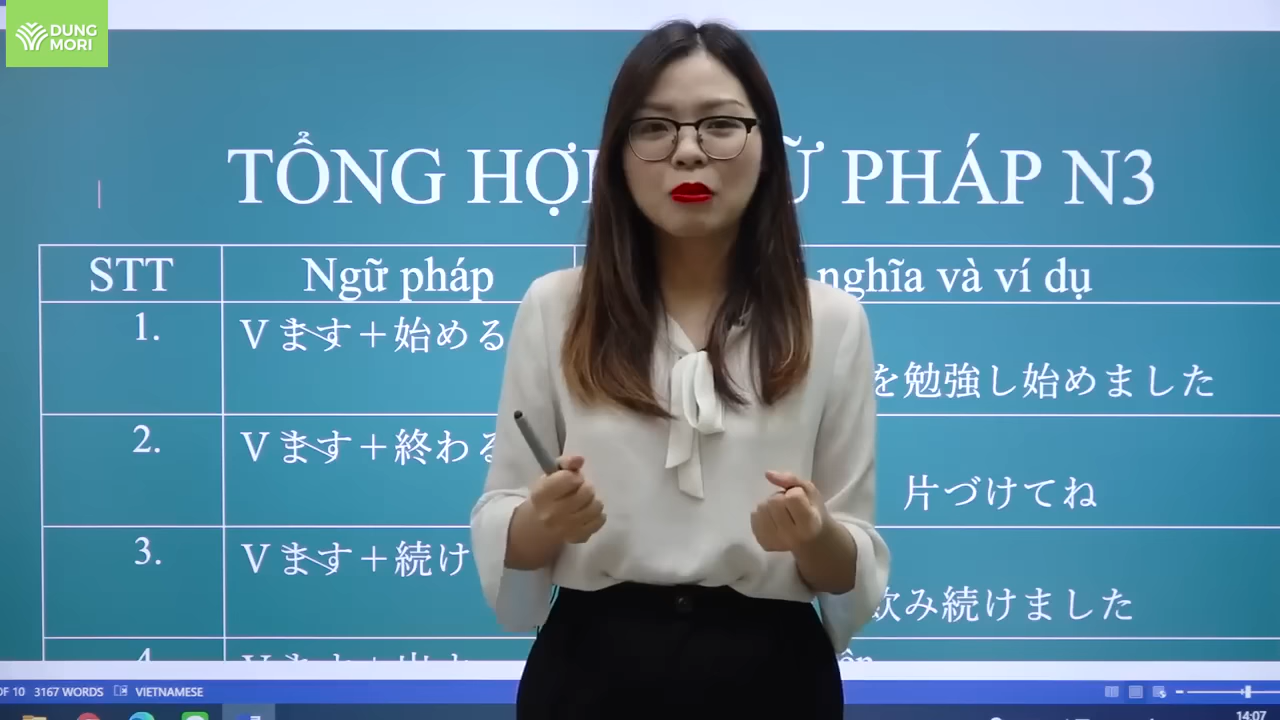 DUNG
MORI
TỔNG HỢP PHÁP N3
STT
Ngữ pháp
nghĩa và ví dụ
1.
Vます＋始める
を勉強し始めました
2.
Vます＋終わる
片づけてね
3.
Vます＋続け
飲み続けました
4.
OF 10 3167 WORDS VIETNAMESE
14:07